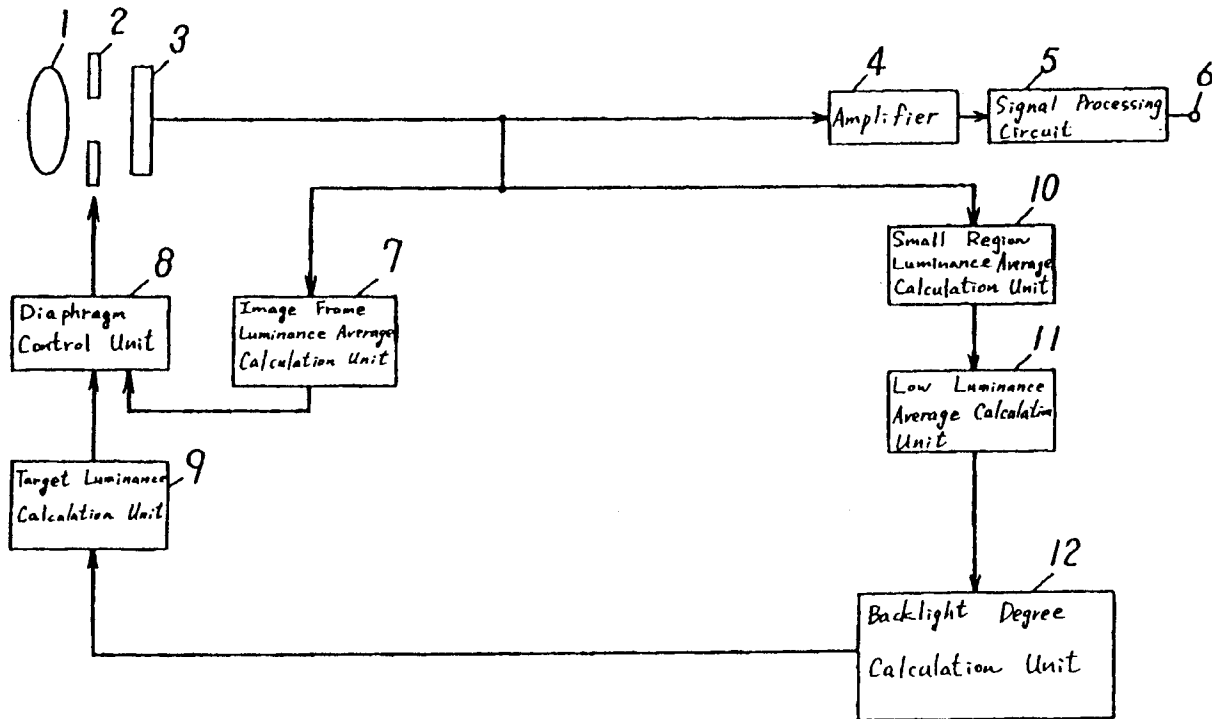 1
2
3
4
Amplifier
5
Signal Processing
Circuit
6
7
Image Frame
Luminance Average
Calculation Unit
8
Diaphragm
Control Unit
9
Target Luminance
Calculation Unit
10
Small Region
Luminance Average
Calculation Unit
11
Low Luminance
Average Calculation
Unit
12
Backlight Degree
Calculation Unit